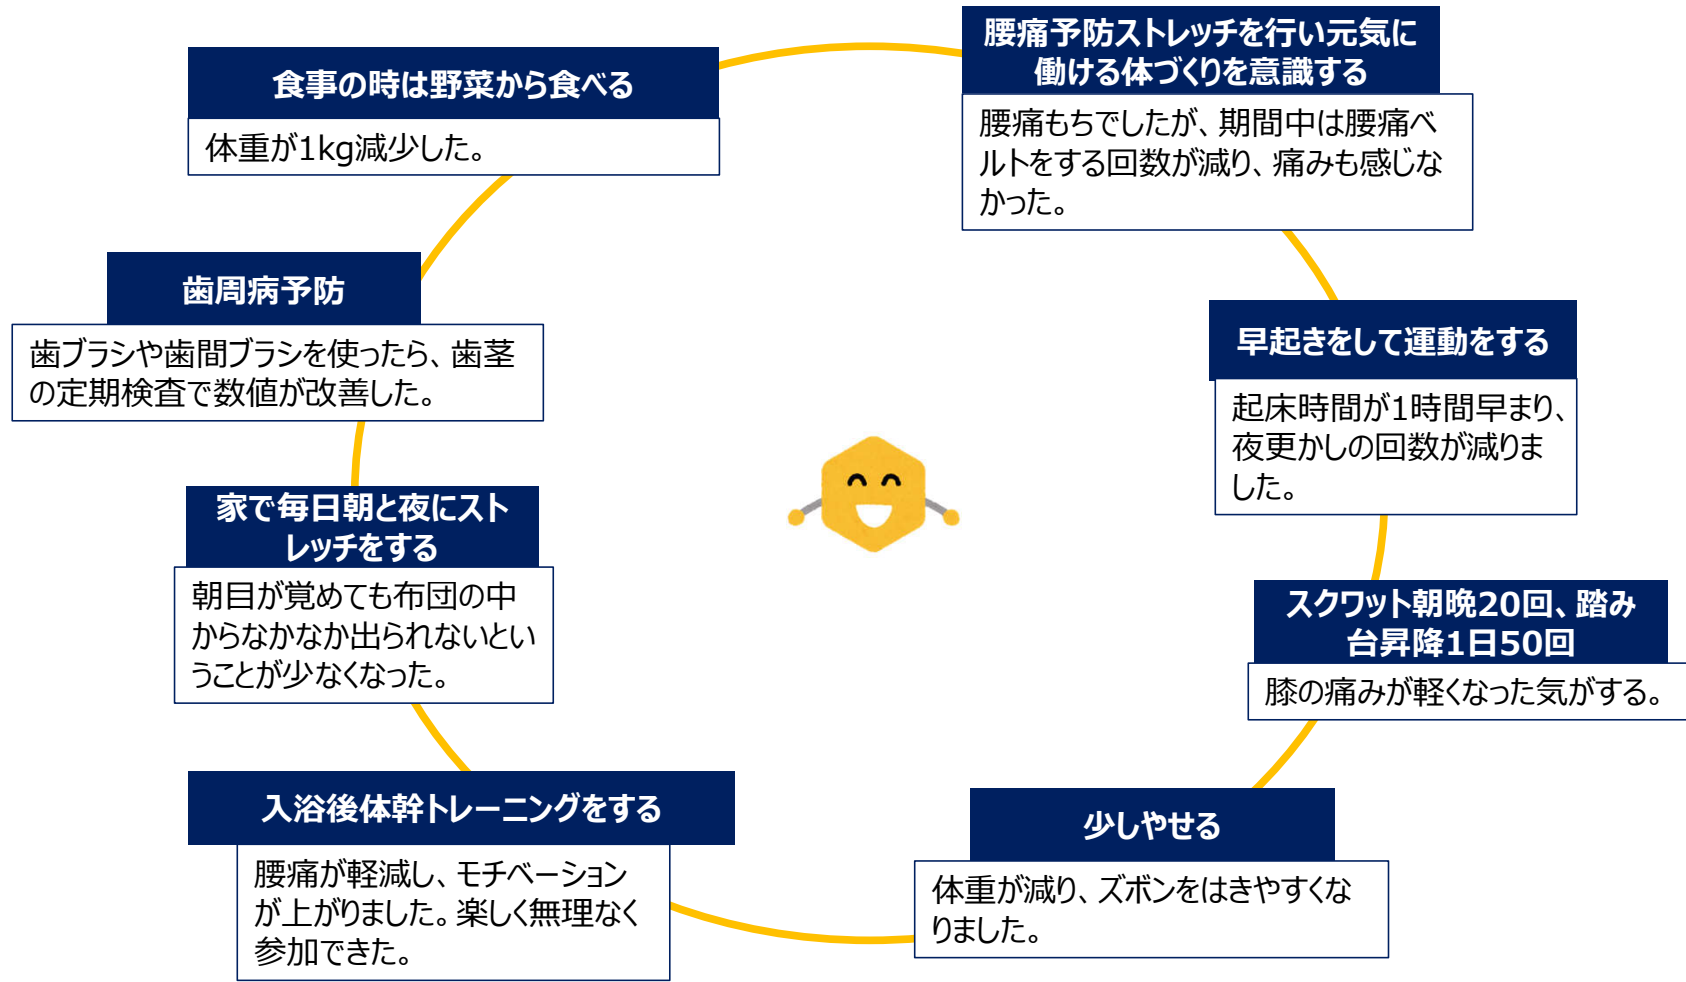 食事の時は野菜から食べる
体重が1kg減少した。
腰痛予防ストレッチを行い元気に
働ける体づくりを意識する
腰痛もちでしたが、期間中は腰痛ベ
ルトをする回数が減り、痛みも感じな
かった。
歯周病予防
歯ブラシや歯間ブラシを使ったら、歯茎
の定期検査で数値が改善した。
早起きをして運動をする
起床時間が1時間早まり、
夜更かしの回数が減りま
した。
家で毎日朝と夜にスト
レッチをする
朝目が覚めても布団の中
からなかなか出られないとい
うことが少なくなった。
スクワット朝晩20回、踏み
台昇降1日50回
膝の痛みが軽くなった気がする。
入浴後体幹トレーニングをする
腰痛が軽減し、モチベーション
が上がりました。楽しく無理なく
参加できた。
少しやせる
体重が減り、ズボンをはきやすくな
りました。